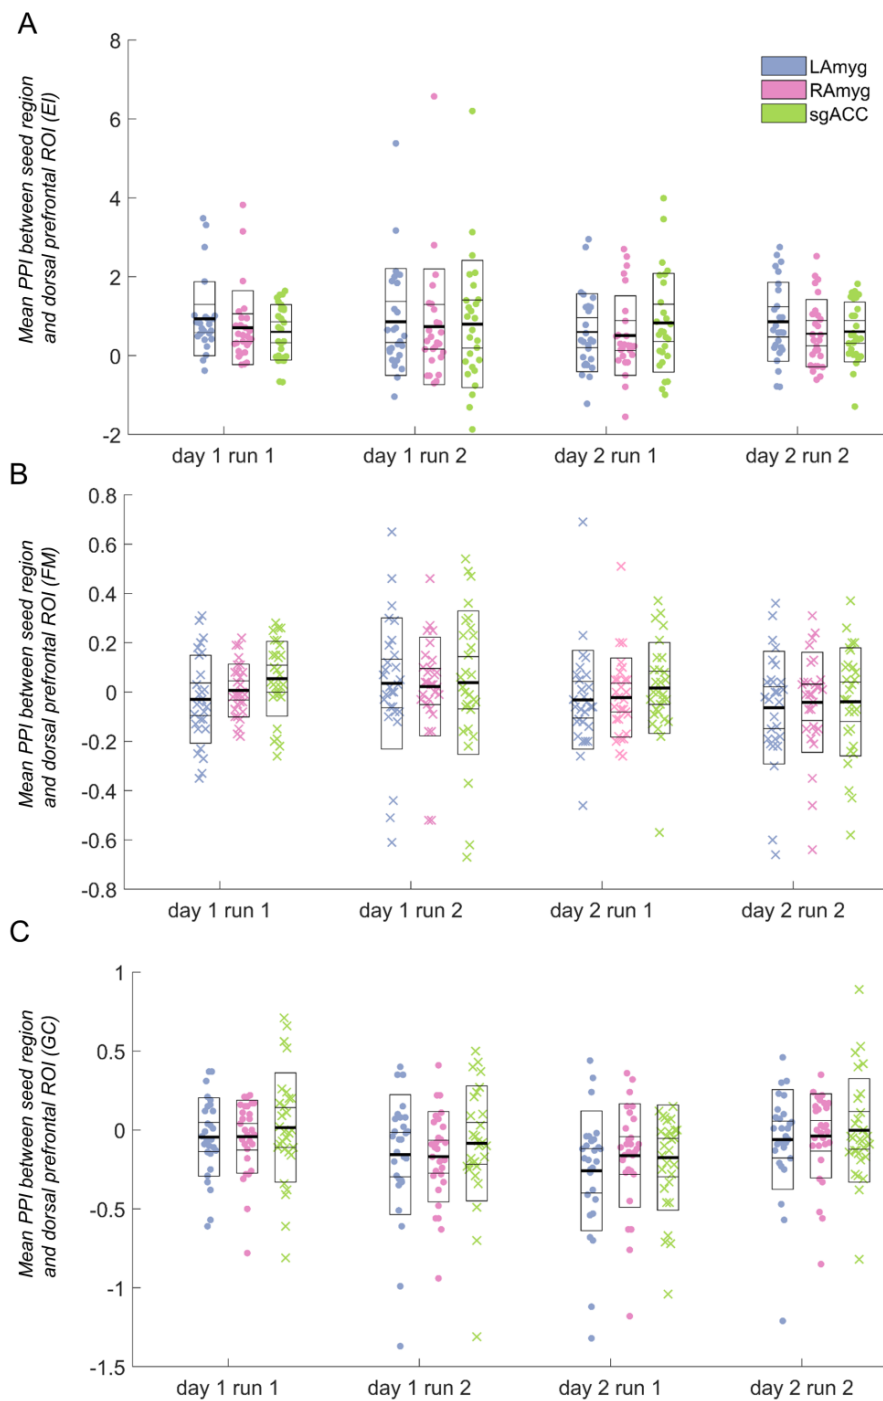 A
Mean PPI between seed region
and dorsal prefrontal ROI (EI)
8
6
4
2
0
-2
LAmyg
RAmyg
sgACC
day 1 run 1
day 1 run 2
day 2 run 1
day 2 run 2
B
Mean PPI between seed region
and dorsal prefrontal ROI (FM)
0.8
0.6
0.4
0.2
0
-0.2
-0.4
-0.6
-0.8
day 1 run 1
day 1 run 2
day 2 run 1
day 2 run 2
C
Mean PPI between seed region
and dorsal prefrontal ROI (GC)
1
0.5
0
-0.5
-1
-1.5
day 1 run 1
day 1 run 2
day 2 run 1
day 2 run 2